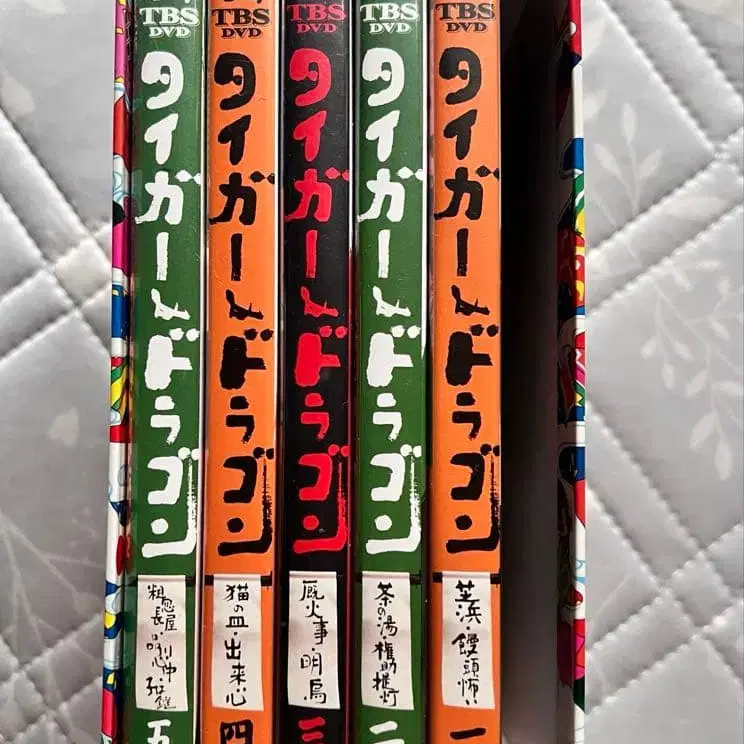 TBS
DVD
タイガー&ドラゴン
芝浜・饅頭怖い
一
TBS
DVD
タイガー&ドラゴン
茶の湯・権助提灯
二
TBS
DVD
タイガー&ドラゴン
厩火事・明烏
三
TBS
DVD
タイガー&ドラゴン
猫の皿・出来心
四
TBS
DVD
タイガー&ドラゴン
粗忽長屋
五